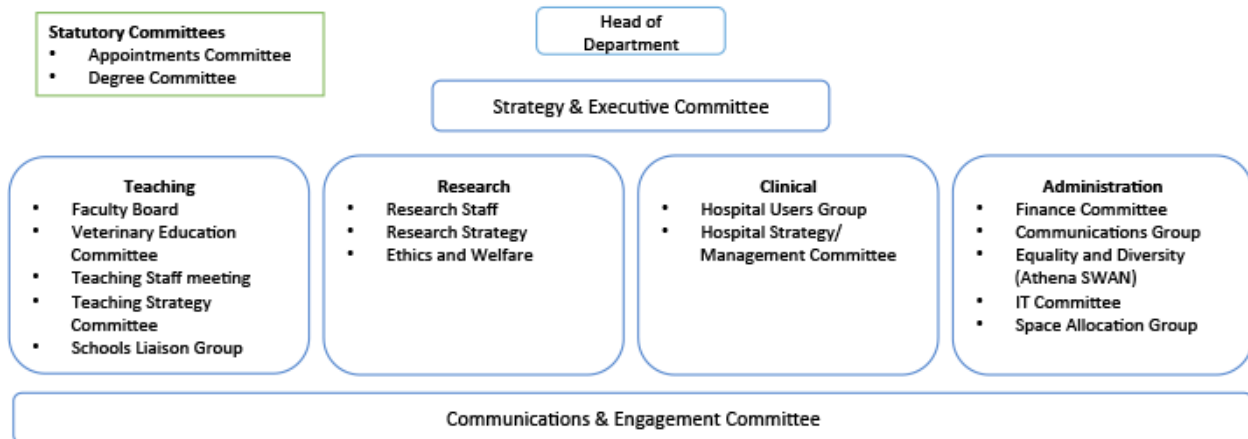 Statutory Committees
• Appointments Committee
• Degree Committee
Head of
Department
Strategy & Executive Committee
Teaching
• Faculty Board
• Veterinary Education
Committee
• Teaching Staff meeting
• Teaching Strategy
Committee
• Schools Liaison Group
Research
• Research Staff
• Research Strategy
• Ethics and Welfare
Clinical
• Hospital Users Group
• Hospital Strategy/
Management Committee
Administration
• Finance Committee
• Communications Group
• Equality and Diversity
(Athena SWAN)
• IT Committee
• Space Allocation Group
Communications & Engagement Committee